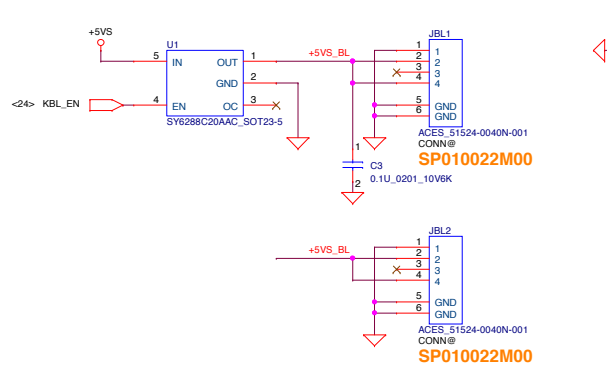 +5VS
U1
5 IN OUT 1
GND 2
<24> KBL_EN 4 EN OC 3
SY6288C20AAC_SOT23-5
+5VS_BL
JBL1
1 1
2 2
3 3
4 4
5 GND
6 GND
ACES_51524-0040N-001
CONN@
SP010022M00
1
C3
0.1U_0201_10V6K
2
JBL2
+5VS_BL
1 1
2 2
3 3
4 4
5 GND
6 GND
ACES_51524-0040N-001
CONN@
SP010022M00